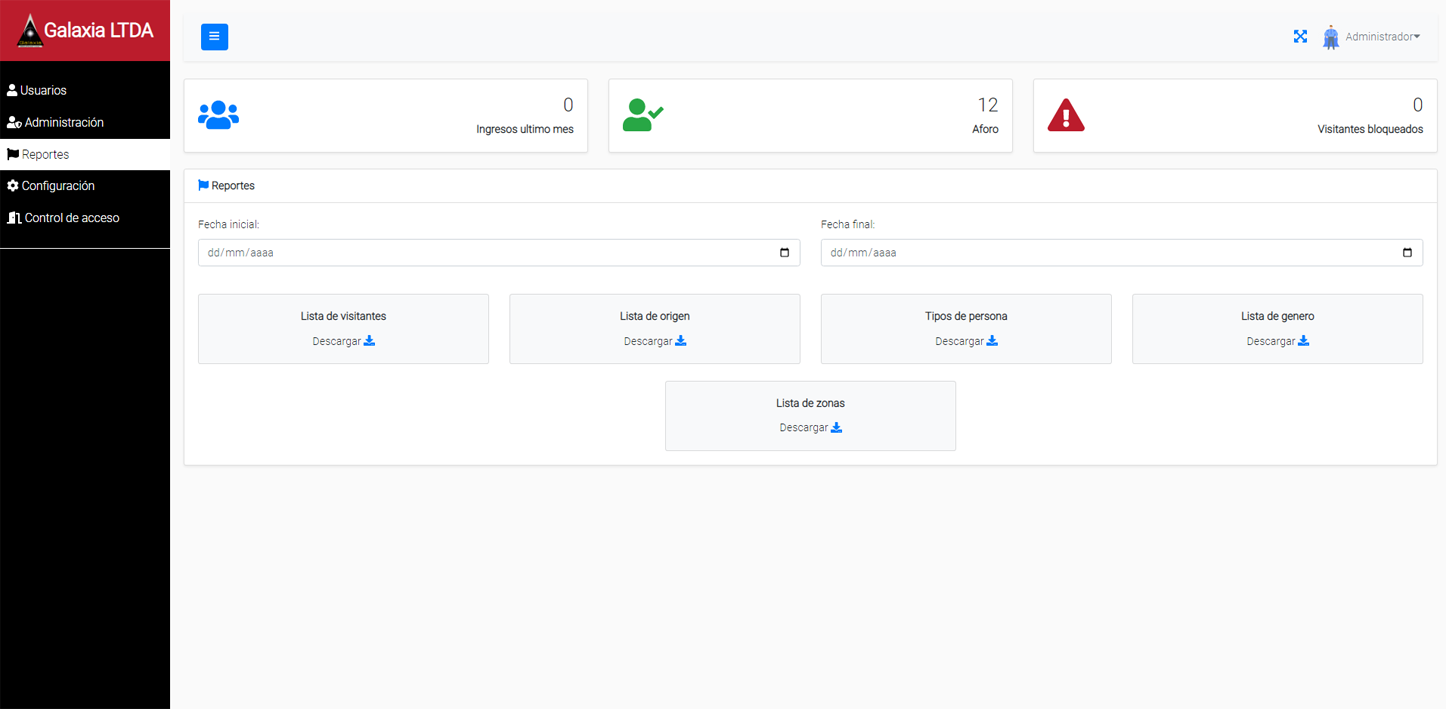 Galaxia LTDA
Administrador
Usuarios
Administración
Reportes
Configuración
Control de acceso
0
Ingresos ultimo mes
12
Aforo
0
Visitantes bloqueados
Reportes
Fecha inicial:
Fecha final:
dd/mm/aaaa
dd/mm/aaaa
Lista de visitantes
Descargar
Lista de origen
Descargar
Tipos de persona
Descargar
Lista de genero
Descargar
Lista de zonas
Descargar